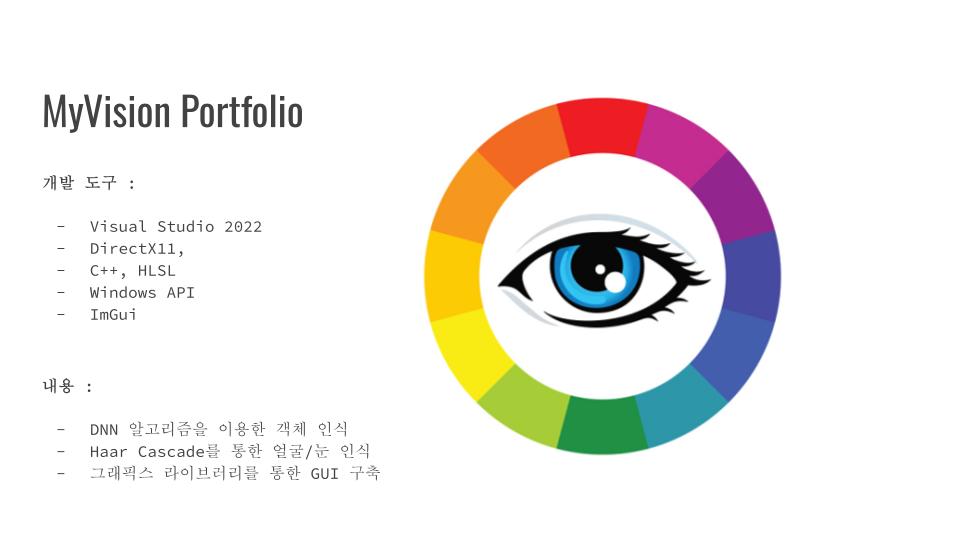 MyVision Portfolio
개발 도구 :
- Visual Studio 2022
- DirectX11,
- C++, HLSL
- Windows API
- ImGui
내용 :
- DNN 알고리즘을 이용한 객체 인식
- Haar Cascade를 통한 얼굴/눈 인식
- 그래픽스 라이브러리를 통한 GUI 구축